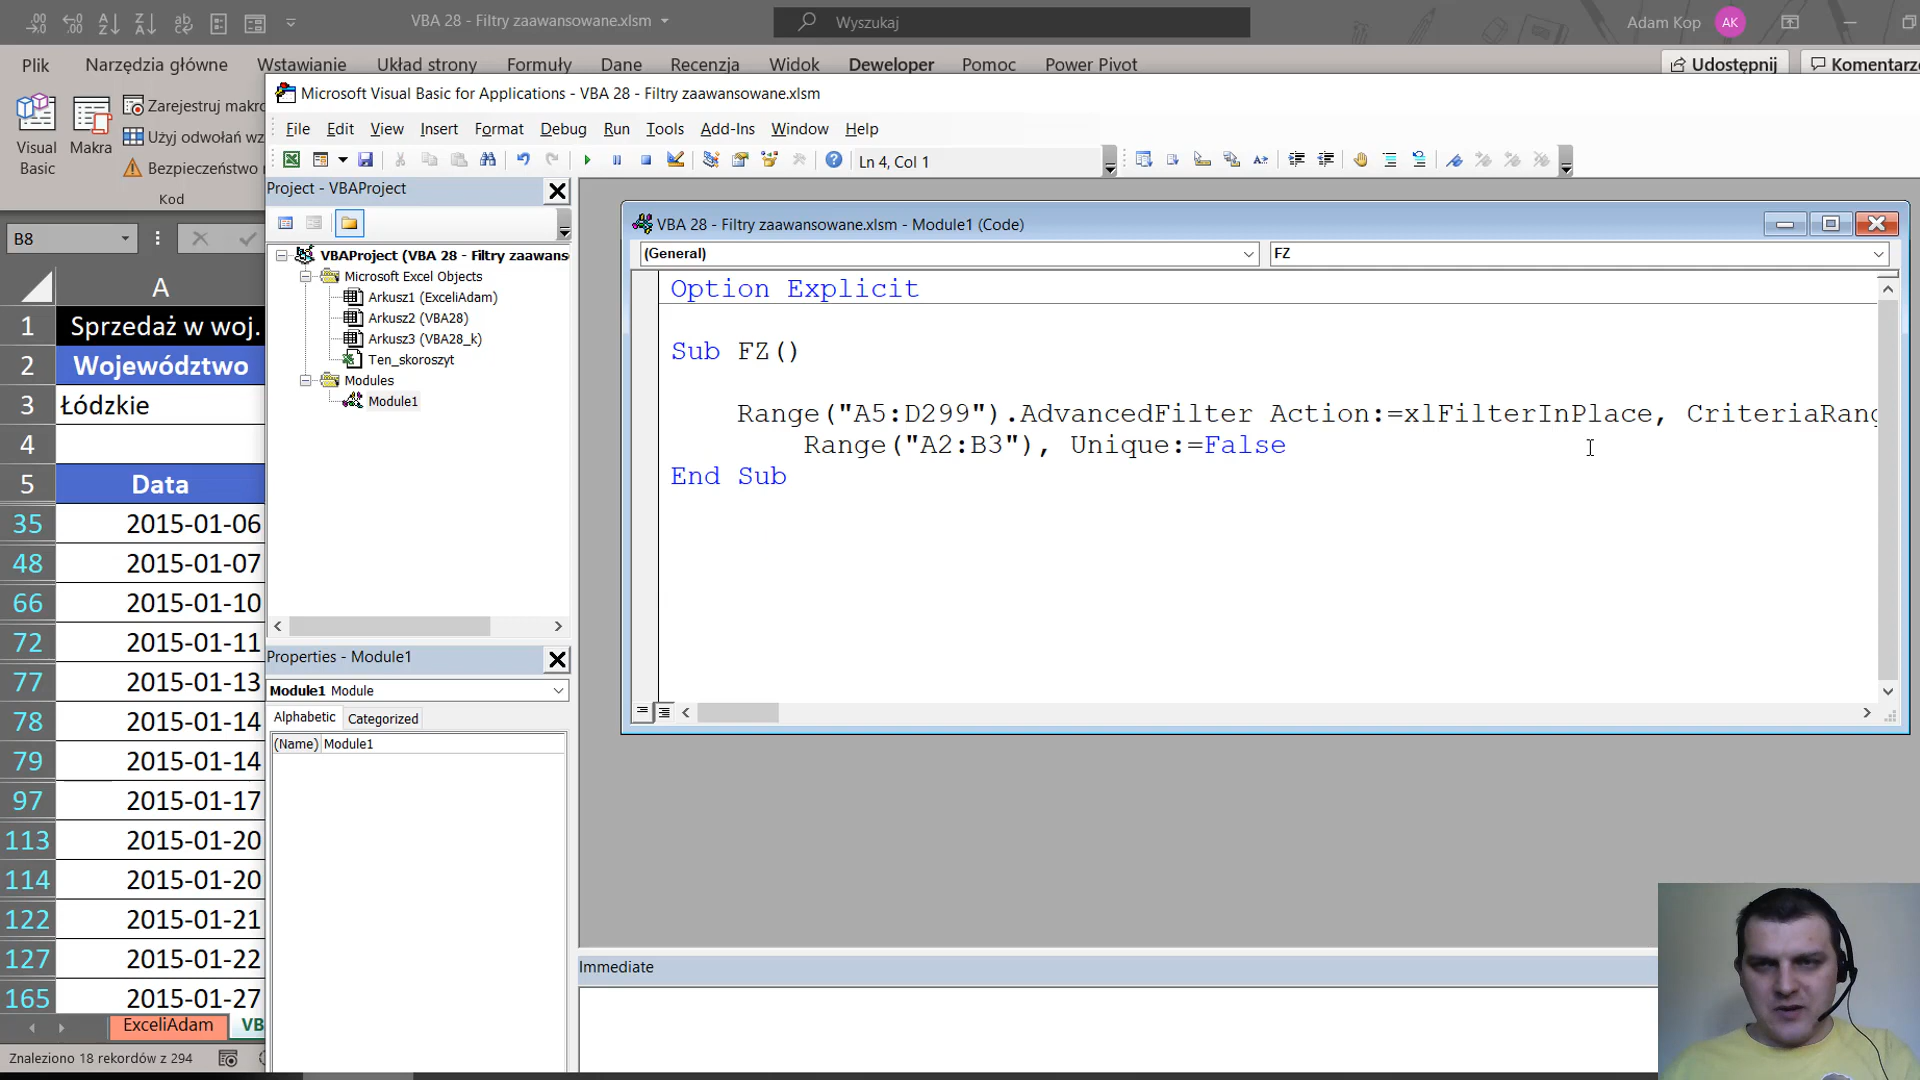 VBA 28 - Filtry zaawansowane.xlsm
Wyszukaj
Adam Kop
AK
Plik
Narzędzia główne
Wstawianie
Układ strony
Formuły
Dane
Recenzja
Widok
Deweloper
Pomoc
Power Pivot
Udostępnij
Komentarze
Visual Basic
Makra
Zarejestruj makro
Użyj odwołań wz
Bezpieczeństwo
Kod
Microsoft Visual Basic for Applications - VBA 28 - Filtry zaawansowane.xlsm
File Edit View Insert Format Debug Run Tools Add-Ins Window Help
Ln 4, Col 1
Project - VBAProject
VBAProject (VBA 28 - Filtry zaawans
Microsoft Excel Objects
Arkusz1 (ExceliAdam)
Arkusz2 (VBA28)
Arkusz3 (VBA28_k)
Ten_skoroszyt
Modules
Module1
Properties - Module1
Module1 Module
Alphabetic
Categorized
(Name) Module1
VBA 28 - Filtry zaawansowane.xlsm - Module1 (Code)
(General)
FZ
Option Explicit
Sub FZ()
Range("A5:D299").AdvancedFilter Action:=xlFilterInPlace, CriteriaRang
Range("A2:B3"), Unique:=False
End Sub
Immediate
B8
A
1 Sprzedaż w woj.
2 Województwo
3 Łódzkie
4
5 Data
35 2015-01-06
48 2015-01-07
66 2015-01-10
72 2015-01-11
77 2015-01-13
78 2015-01-14
79 2015-01-14
97 2015-01-17
113 2015-01-20
114 2015-01-20
122 2015-01-21
127 2015-01-22
165 2015-01-27
ExceliAdam
VB
Znaleziono 18 rekordów z 294